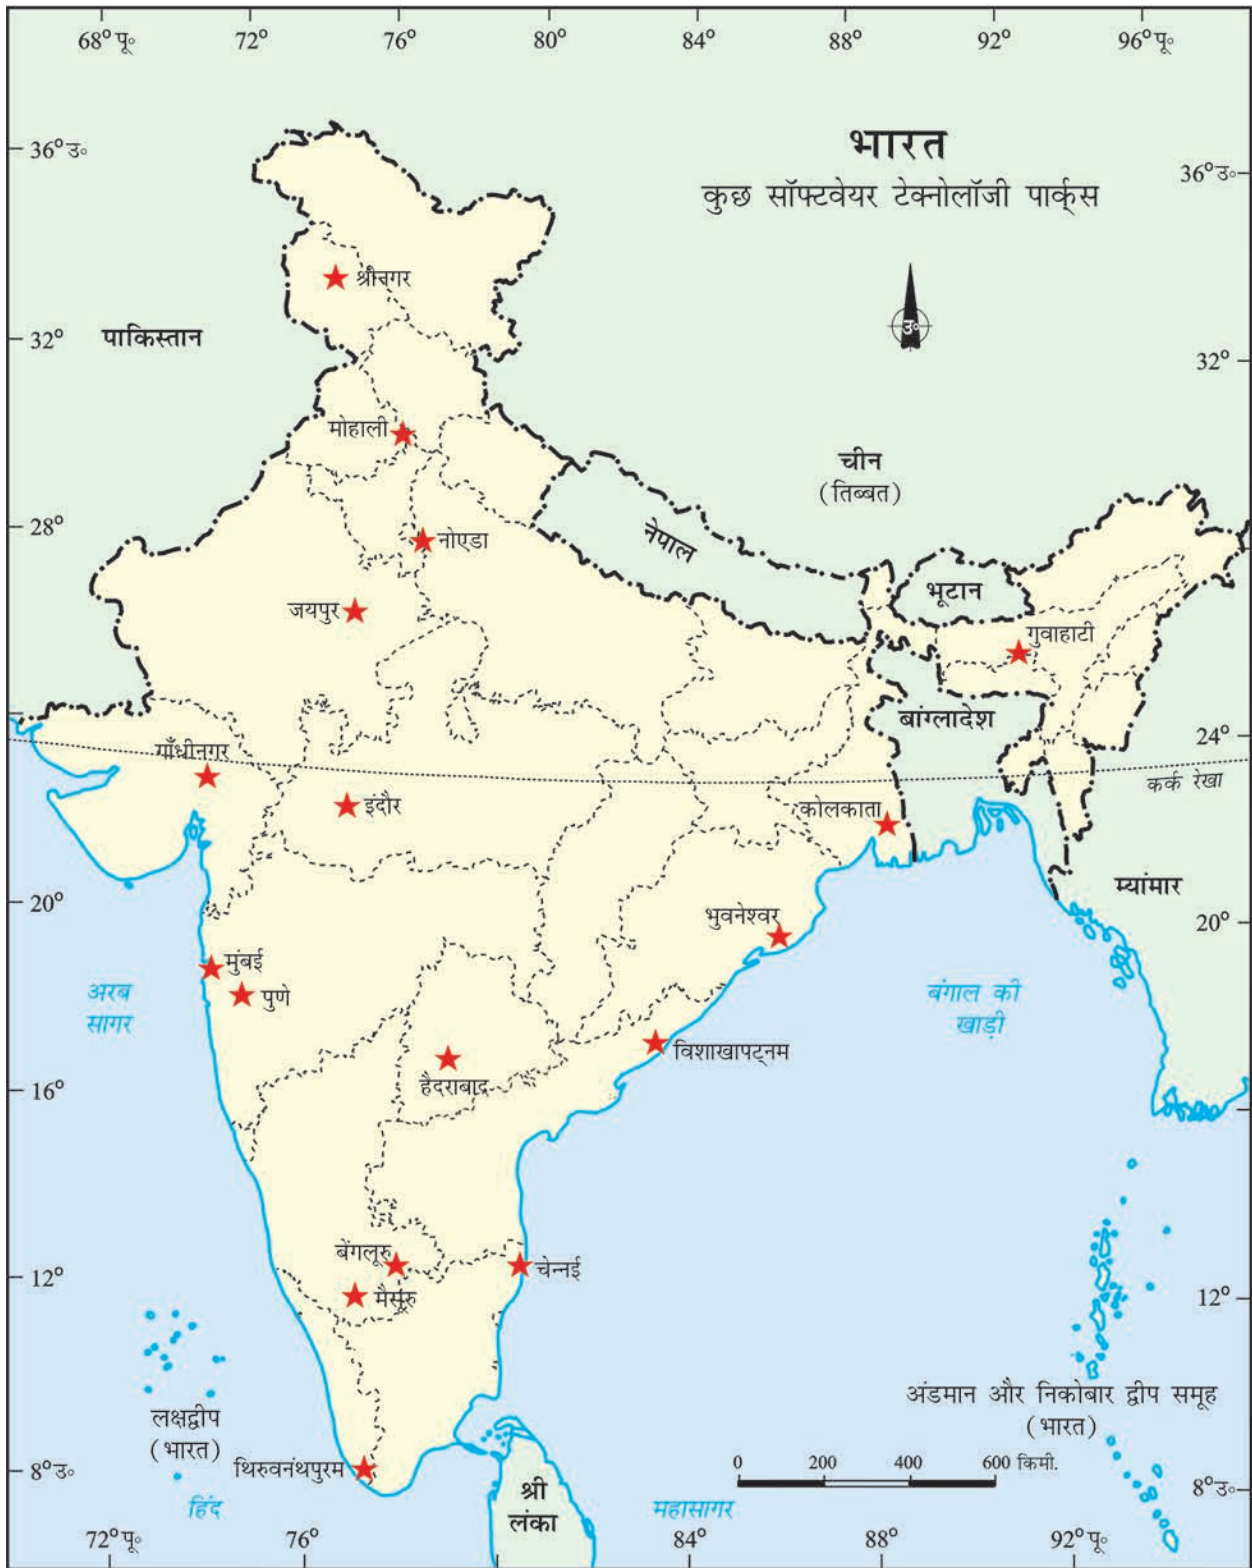 68° पू॰ 72° 76° 80° 84° 88° 92° 96° पू॰
भारत
कुछ सॉफ्टवेयर टेक्नोलॉजी पार्क्स
36° उ॰
36° उ॰
श्रीनगर
उ॰
पाकिस्तान
32°
32°
मोहाली
चीन
(तिब्बत)
28°
नोएडा
नेपाल
भूटान
जयपुर
गुवाहाटी
बांग्लादेश
24°
गाँधीनगर
कर्क रेखा
इंदौर
कोलकाता
म्यांमार
20°
20°
भुवनेश्वर
मुंबई
पुणे
अरब
सागर
बंगाल की
खाड़ी
विशाखापट्नम
हैदराबाद
16°
बेंगलूरु
चेन्नई
12°
12°
मैसूरु
अंडमान और निकोबार द्वीप समूह
(भारत)
लक्षद्वीप
(भारत)
थिरुवनंथपुरम
8° उ॰
0 200 400 600 किमी.
8° उ॰
श्री
लंका
हिंद
महासागर
72° पू॰ 76° 84° 88° 92° पू॰